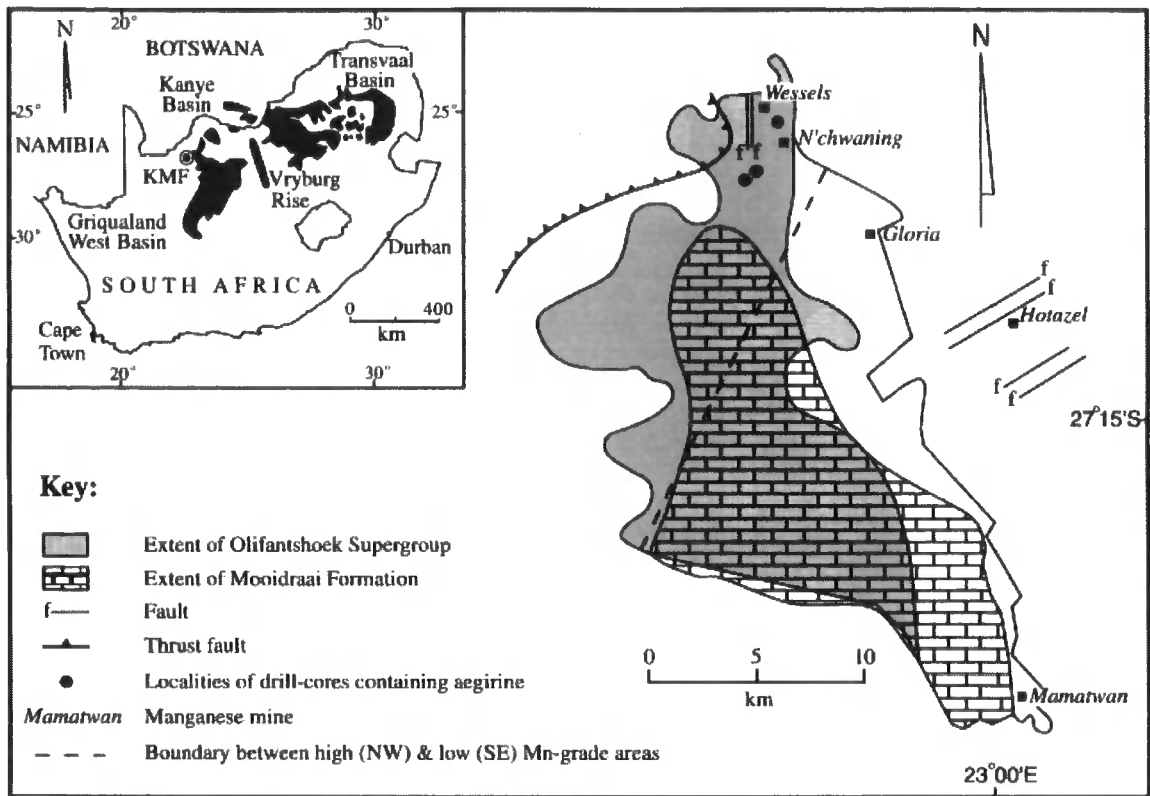 20°
30°
N
BOTSWANA
Transvaal
Basin
Kanye
Basin
25°
25°
NAMIBIA
KMF
Vryburg
Rise
Griqualand
West Basin
30°
Durban
SOUTH AFRICA
0 400
km
Cape
Town
20°
30°
N
Wessels
N'chwaning
f f
Gloria
f
f
Hotazel
f
f
27°15'S
Key:
Extent of Olifantshoek Supergroup
Extent of Mooidraai Formation
f Fault
Thrust fault
Localities of drill-cores containing aegirine
Mamatwan Manganese mine
Boundary between high (NW) & low (SE) Mn-grade areas
0 5 10
km
Mamatwan
23°00'E